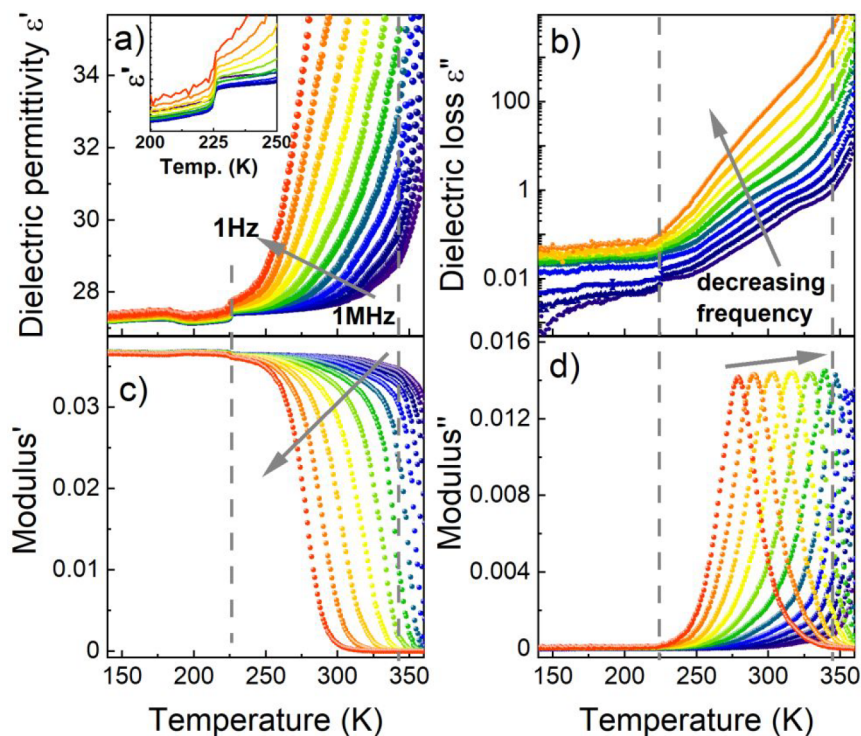 a)
ε'
200 225 250
Temp. (K)
Dielectric permittivity ε'
34
32
30
28
1Hz
1MHz
b)
Dielectric loss ε''
100
1
0.01
decreasing
frequency
c)
Modulus'
0.03
0.02
0.01
0
150 200 250 300 350
Temperature (K)
d)
Modulus''
0.016
0.012
0.008
0.004
0
150 200 250 300 350
Temperature (K)